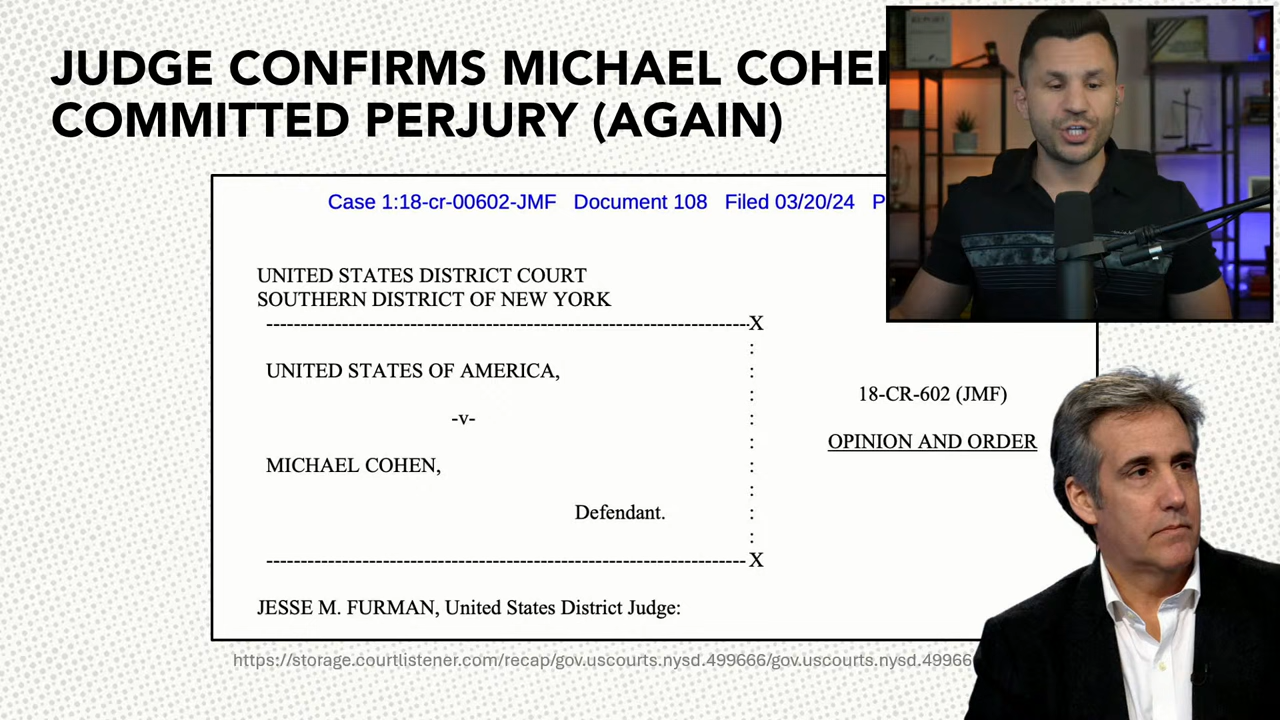 JUDGE CONFIRMS MICHAEL COHE
COMMITTED PERJURY (AGAIN)
Case 1:18-cr-00602-JMF Document 108 Filed 03/20/24 P
UNITED STATES DISTRICT COURT
SOUTHERN DISTRICT OF NEW YORK
----------------------------------------------------------------------X
UNITED STATES OF AMERICA,
-v-
MICHAEL COHEN,
Defendant.
----------------------------------------------------------------------X
18-CR-602 (JMF)
OPINION AND ORDER
JESSE M. FURMAN, United States District Judge:
https://storage.courtlistener.com/recap/gov.uscourts.nysd.499666/gov.uscourts.nysd.49966